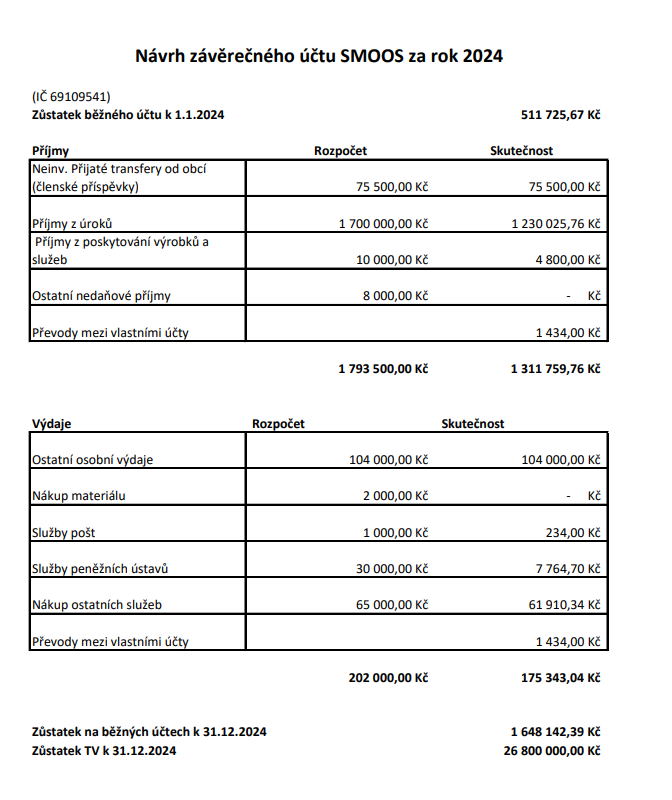 Návrh závěrečného účtu SMOOS za rok 2024
(IČ 69109541)
Zůstatek běžného účtu k 1.1.2024 511 725,67 Kč
Příjmy Rozpočet Skutečnost
Neinv. Přijaté transfery od obcí
(členské příspěvky) 75 500,00 Kč 75 500,00 Kč
Příjmy z úroků 1 700 000,00 Kč 1 230 025,76 Kč
Příjmy z poskytování výrobků a
služeb 10 000,00 Kč 4 800,00 Kč
Ostatní nedaňové příjmy 8 000,00 Kč - Kč
Převody mezi vlastními účty 1 434,00 Kč
1 793 500,00 Kč 1 311 759,76 Kč
Výdaje Rozpočet Skutečnost
Ostatní osobní výdaje 104 000,00 Kč 104 000,00 Kč
Nákup materiálu 2 000,00 Kč - Kč
Služby pošt 1 000,00 Kč 234,00 Kč
Služby peněžních ústavů 30 000,00 Kč 7 764,70 Kč
Nákup ostatních služeb 65 000,00 Kč 61 910,34 Kč
Převody mezi vlastními účty 1 434,00 Kč
202 000,00 Kč 175 343,04 Kč
Zůstatek na běžných účtech k 31.12.2024 1 648 142,39 Kč
Zůstatek TV k 31.12.2024 26 800 000,00 Kč